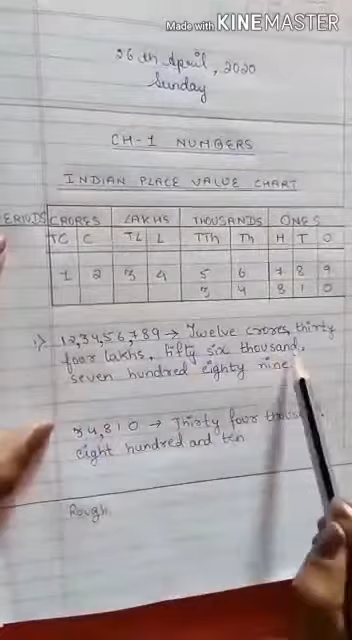 Made with KINEMASTER
26th April, 2020
Sunday
CH-1 NUMBERS
INDIAN PLACE VALUE CHART
ERIODS CRORES LAKHS THOUSANDS ONES
TC C TL L TTh Th H T O
1 2 3 4 5 6 7 8 9
3 4 8 1 0
1) 12,34,56,789 → Twelve crores, thirty
four lakhs, fifty six thousand,
seven hundred eighty nine
34,810 → Thirty four
eight hundred and ten
Rough